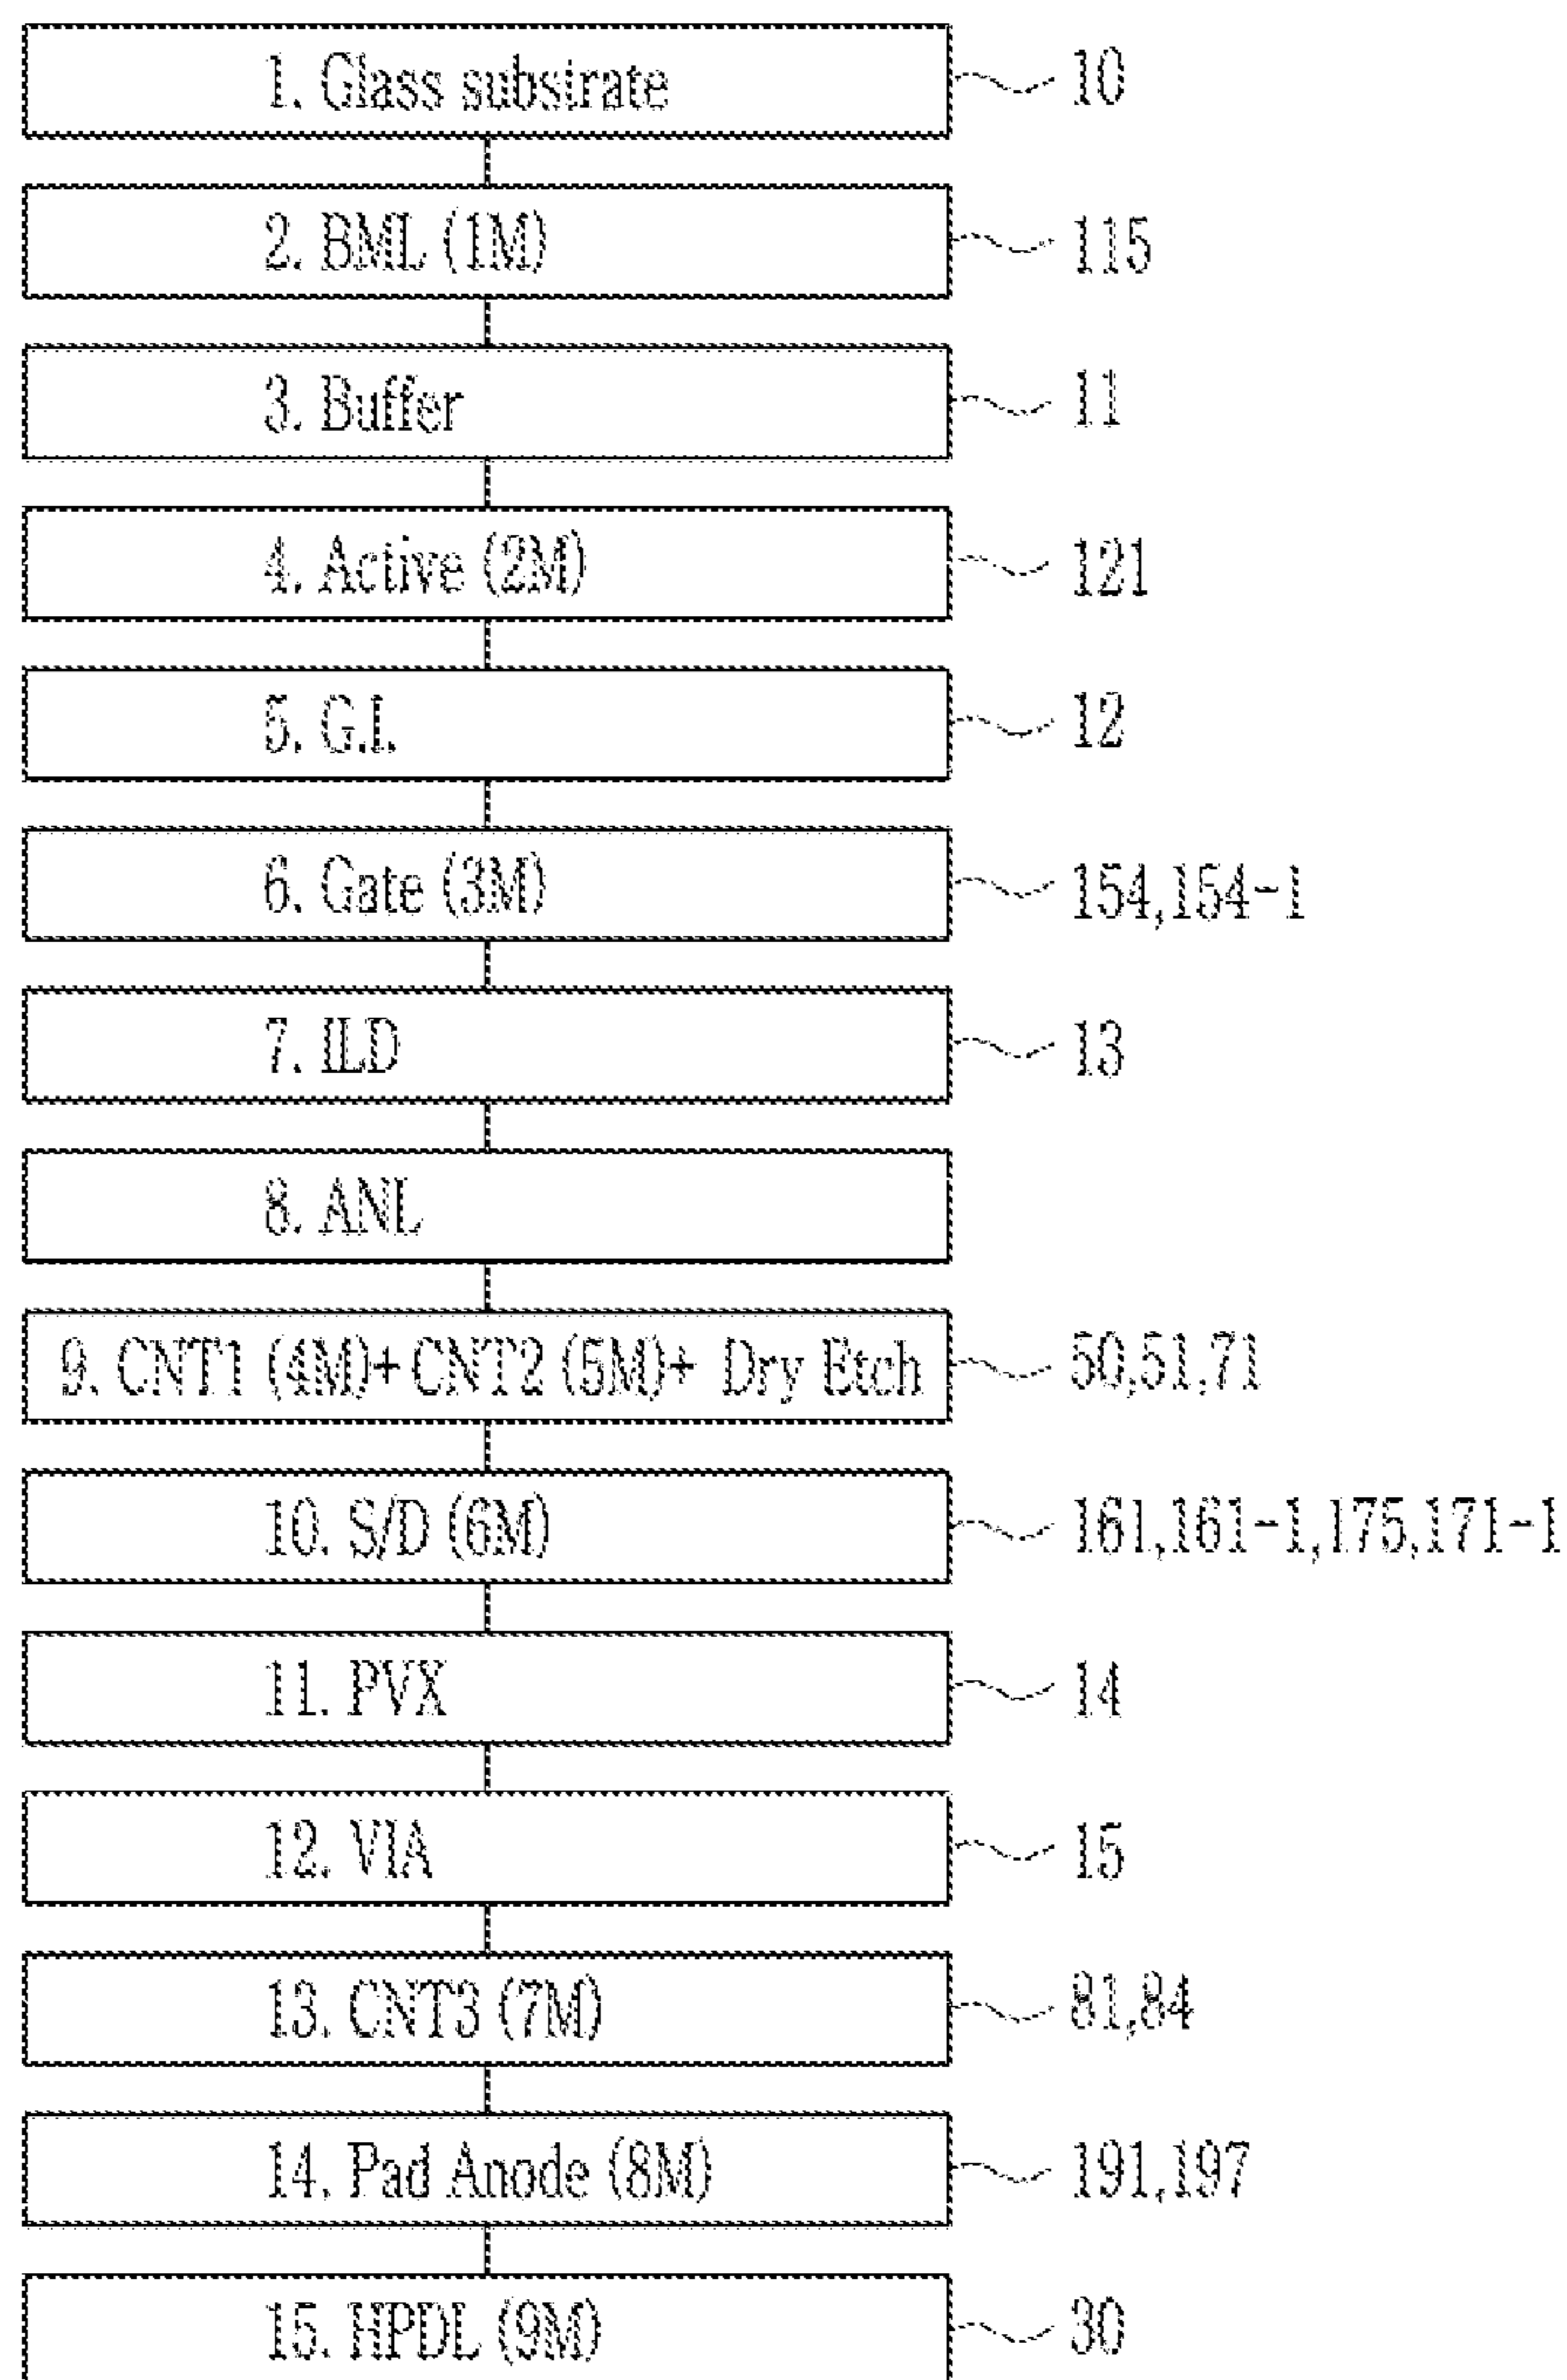 1. Glass substrate 10
2. BML (1M) 115
3. Buffer 11
4. Active (2M) 121
5. G.I. 12
6. Gate (3M) 154,154-1
7. ILD 13
8. ANL
9. CNT1 (4M)+ CNT2 (5M)+ Dry Etch 50,51,71
10. S/D (6M) 161,161-1,175,171-1
11. PVX 14
12. VIA 15
13. CNT3 (7M) 81,84
14. Pad Anode (8M) 191,197
15. HPDL (9M) 30